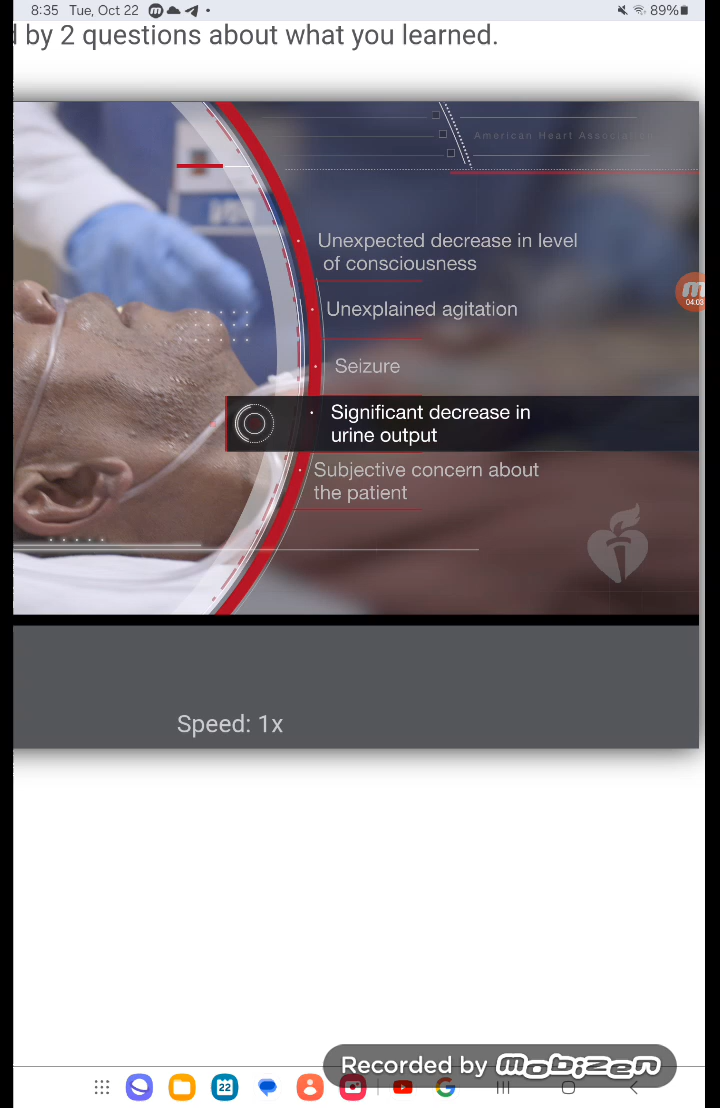 8:35 Tue, Oct 22 89%
d by 2 questions about what you learned.
American Heart Association
Unexpected decrease in level
of consciousness
04:03
Unexplained agitation
Seizure
Significant decrease in
urine output
Subjective concern about
the patient
Speed: 1x
Recorded by mobizen
22